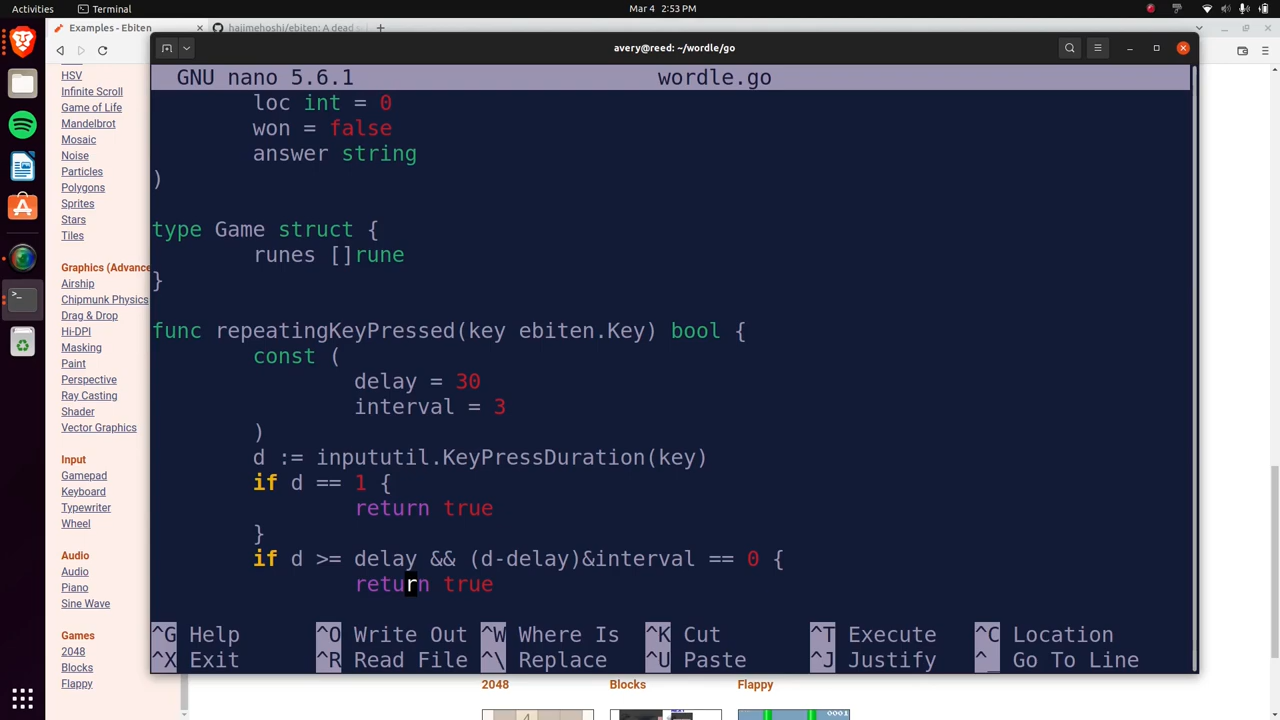 Activities
Mar 4 2:53 PM
Examples - Ebiten
hajimehoshi/ebiten: A dead s
avery@reed: ~/wordle/go
HSV
Infinite Scroll
Game of Life
Mandelbrot
Mosaic
Noise
Particles
Polygons
Sprites
Stars
Tiles
Graphics (Advance
Airship
Chipmunk Physics
Drag & Drop
Hi-DPI
Masking
Paint
Perspective
Ray Casting
Shader
Vector Graphics
Input
Gamepad
Keyboard
Typewriter
Wheel
Audio
Audio
Piano
Sine Wave
Games
2048
Blocks
Flappy
GNU nano 5.6.1 wordle.go
loc int = 0
won = false
answer string
)
type Game struct {
runes []rune
}
func repeatingKeyPressed(key ebiten.Key) bool {
const (
delay = 30
interval = 3
)
d := inpututil.KeyPressDuration(key)
if d == 1 {
return true
}
if d >= delay && (d-delay)&interval == 0 {
return true
^G Help ^O Write Out ^W Where Is ^K Cut ^T Execute ^C Location
^X Exit ^R Read File ^\ Replace ^U Paste ^J Justify ^_ Go To Line
2048 Blocks Flappy
4
0001